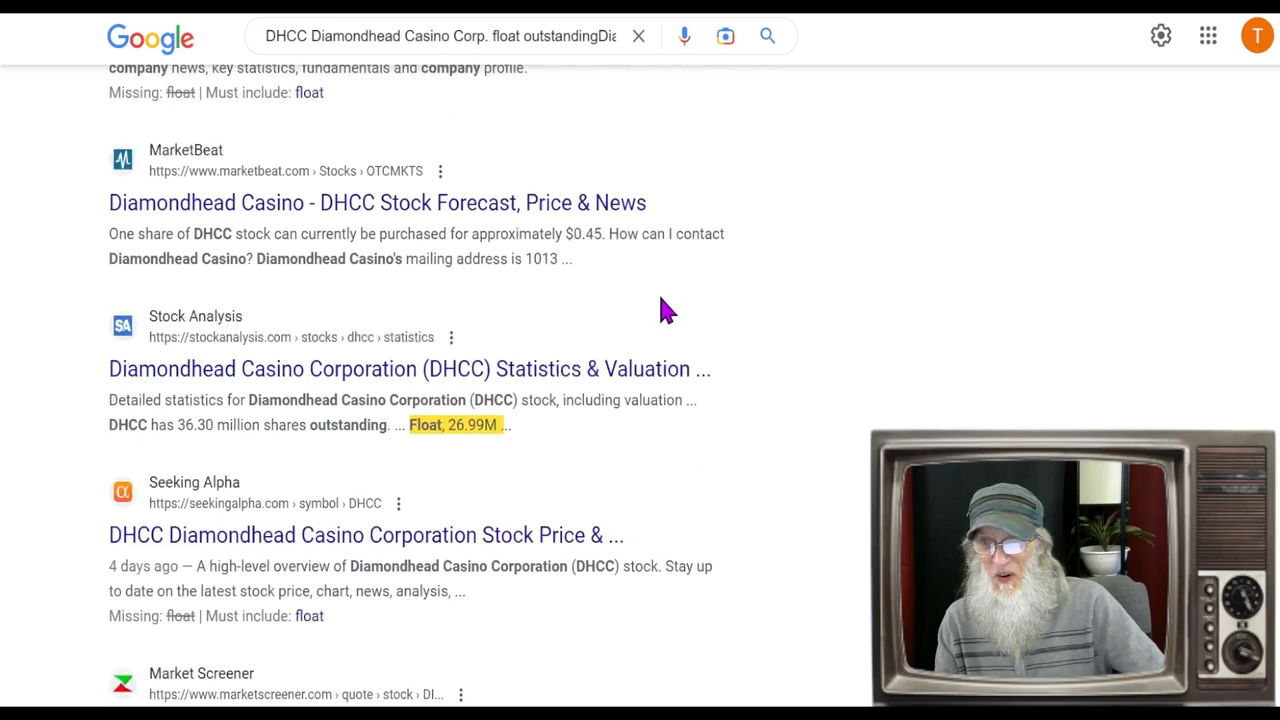 Google
DHCC Diamondhead Casino Corp. float outstandingDia
T
company news, key statistics, fundamentals and company profile.
Missing: float | Must include: float
MarketBeat
https://www.marketbeat.com › Stocks › OTCMKTS
Diamondhead Casino - DHCC Stock Forecast, Price & News
One share of DHCC stock can currently be purchased for approximately $0.45. How can I contact
Diamondhead Casino? Diamondhead Casino's mailing address is 1013 ...
SA
Stock Analysis
https://stockanalysis.com › stocks › dhcc › statistics
Diamondhead Casino Corporation (DHCC) Statistics & Valuation ...
Detailed statistics for Diamondhead Casino Corporation (DHCC) stock, including valuation ...
DHCC has 36.30 million shares outstanding. ... Float, 26.99M ...
α
Seeking Alpha
https://seekingalpha.com › symbol › DHCC
DHCC Diamondhead Casino Corporation Stock Price & ...
4 days ago — A high-level overview of Diamondhead Casino Corporation (DHCC) stock. Stay up
to date on the latest stock price, chart, news, analysis, ...
Missing: float | Must include: float
Market Screener
https://www.marketscreener.com › quote › stock › DI...